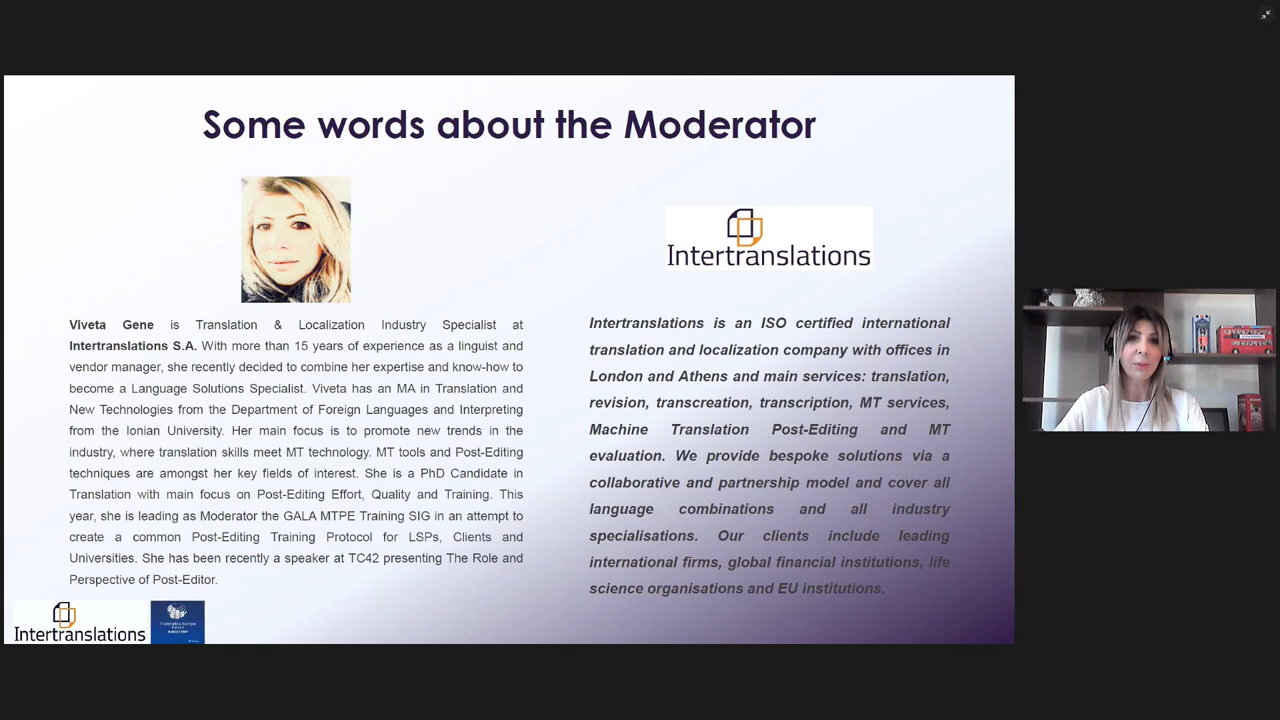 Some words about the Moderator
Viveta Gene is Translation & Localization Industry Specialist at
Intertranslations S.A. With more than 15 years of experience as a linguist and
vendor manager, she recently decided to combine her expertise and know-how to
become a Language Solutions Specialist. Viveta has an MA in Translation and
New Technologies from the Department of Foreign Languages and Interpreting
from the Ionian University. Her main focus is to promote new trends in the
industry, where translation skills meet MT technology. MT tools and Post-Editing
techniques are amongst her key fields of interest. She is a PhD Candidate in
Translation with main focus on Post-Editing Effort, Quality and Training. This
year, she is leading as Moderator the GALA MTPE Training SIG in an attempt to
create a common Post-Editing Training Protocol for LSPs, Clients and
Universities. She has been recently a speaker at TC42 presenting The Role and
Perspective of Post-Editor.
Intertranslations
Intertranslations is an ISO certified international
translation and localization company with offices in
London and Athens and main services: translation,
revision, transcreation, transcription, MT services,
Machine Translation Post-Editing and MT
evaluation. We provide bespoke solutions via a
collaborative and partnership model and cover all
language combinations and all industry
specialisations. Our clients include leading
international firms, global financial institutions, life
science organisations and EU institutions.
Intertranslations